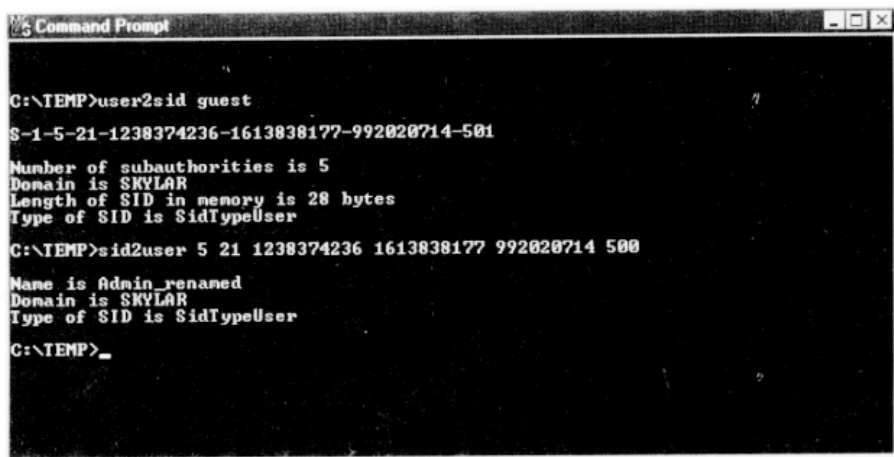 Command Prompt
C:\TEMP>user2sid guest
S-1-5-21-1238374236-1613838177-992020714-501
Number of subauthorities is 5
Domain is SKYLAR
Length of SID in memory is 28 bytes
Type of SID is SidTypeUser
C:\TEMP>sid2user 5 21 1238374236 1613838177 992020714 500
Name is Admin_renamed
Domain is SKYLAR
Type of SID is SidTypeUser
C:\TEMP>_